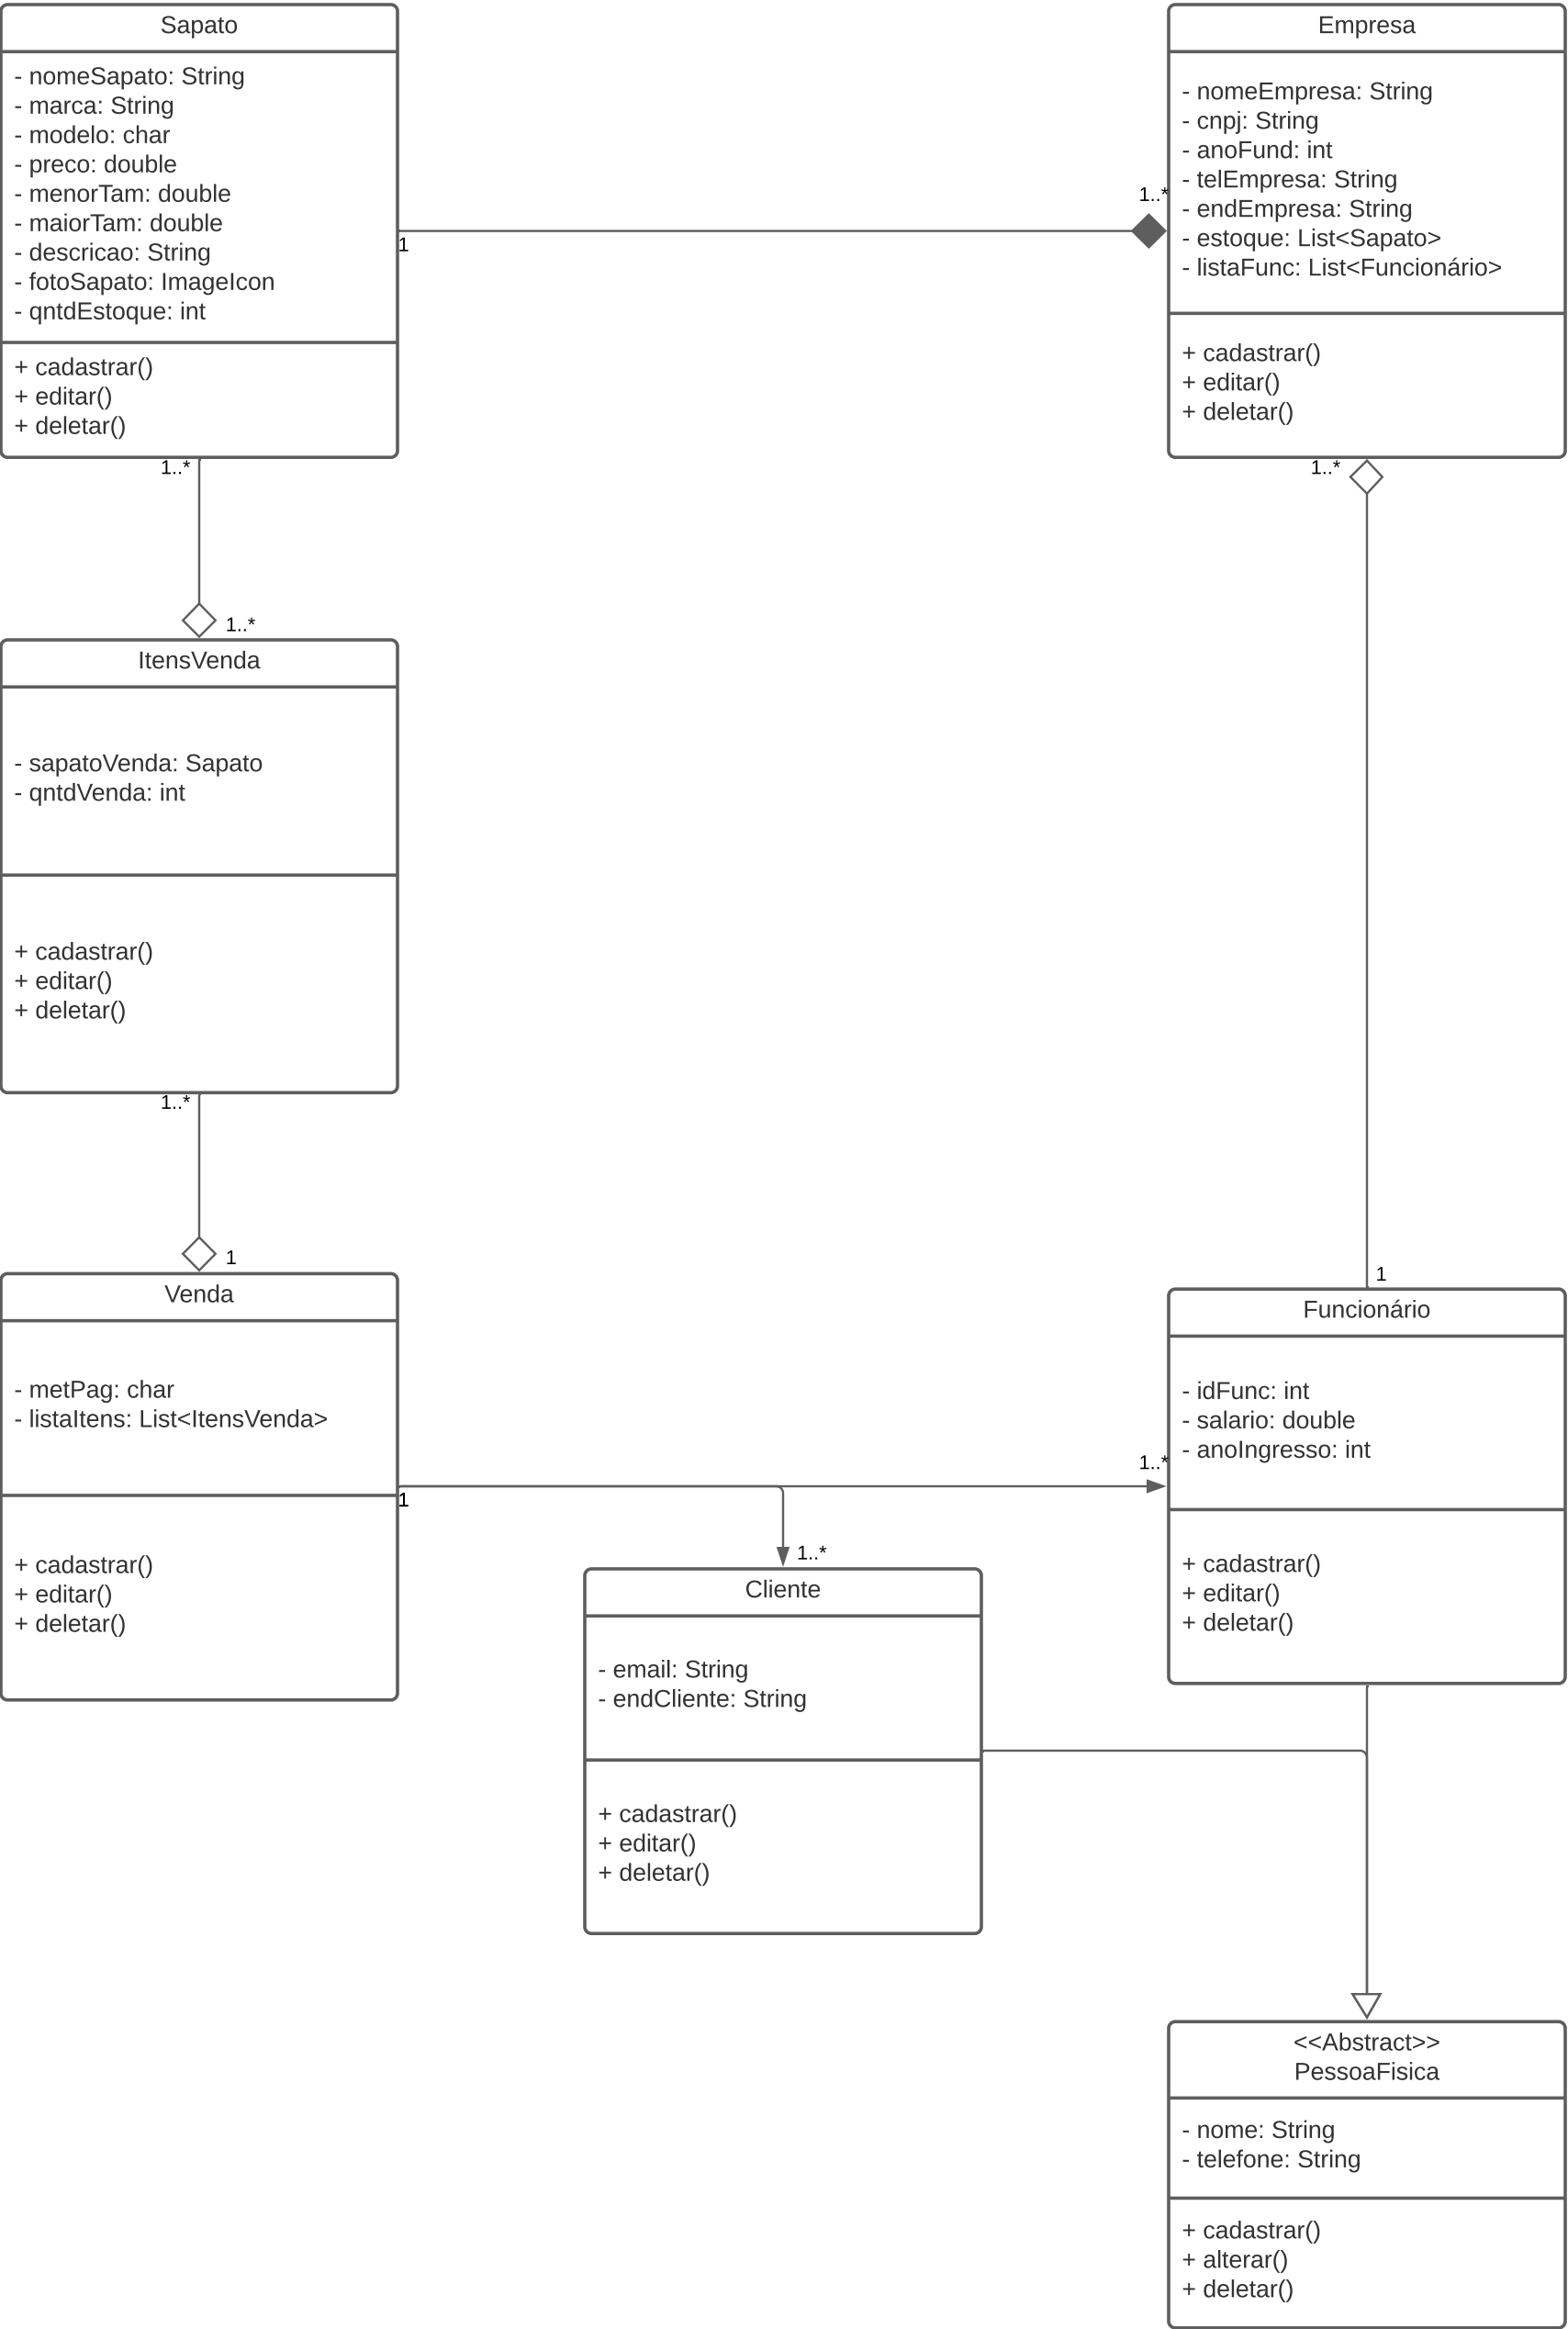 Sapato
- nomeSapato: String
- marca: String
- modelo: char
- preco: double
- menorTam: double
- maiorTam: double
- descricao: String
- fotoSapato: ImageIcon
- qntdEstoque: int
+ cadastrar()
+ editar()
+ deletar()
1
1..*
Empresa
- nomeEmpresa: String
- cnpj: String
- anoFund: int
- telEmpresa: String
- endEmpresa: String
- estoque: List<Sapato>
- listaFunc: List<Funcionário>
+ cadastrar()
+ editar()
+ deletar()
1..*
1..*
1..*
ItensVenda
- sapatoVenda: Sapato
- qntdVenda: int
+ cadastrar()
+ editar()
+ deletar()
1..*
1
Venda
- metPag: char
- listaItens: List<ItensVenda>
+ cadastrar()
+ editar()
+ deletar()
1
1..*
1
Funcionário
- idFunc: int
- salario: double
- anoIngresso: int
+ cadastrar()
+ editar()
+ deletar()
1..*
Cliente
- email: String
- endCliente: String
+ cadastrar()
+ editar()
+ deletar()
<<Abstract>>
PessoaFisica
- nome: String
- telefone: String
+ cadastrar()
+ alterar()
+ deletar()